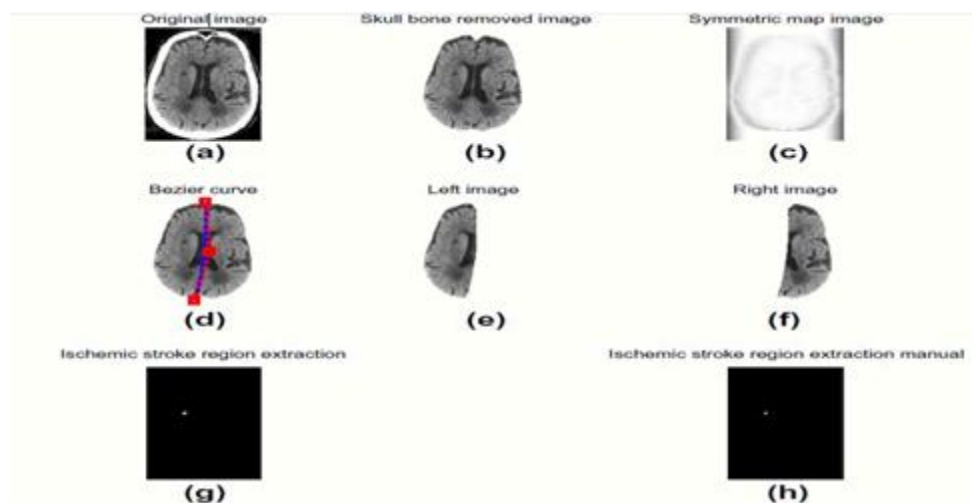 Original image
Skull bone removed image
Symmetric map image
(a)
(b)
(c)
Bezier curve
Left image
Right image
(d)
(e)
(f)
Ischemic stroke region extraction
Ischemic stroke region extraction manual
(g)
(h)